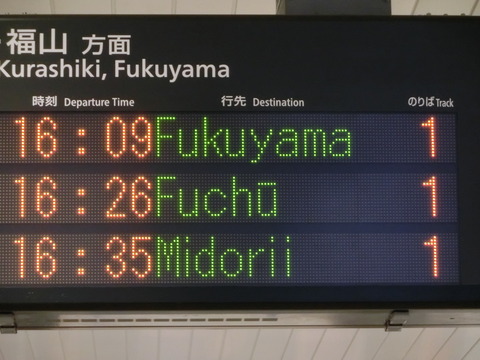 ・福山 方面
Kurashiki, Fukuyama
時刻 Departure Time 行先 Destination のりば Track
16:09 Fukuyama 1
16:26 Fuchū 1
16:35 Midorii 1